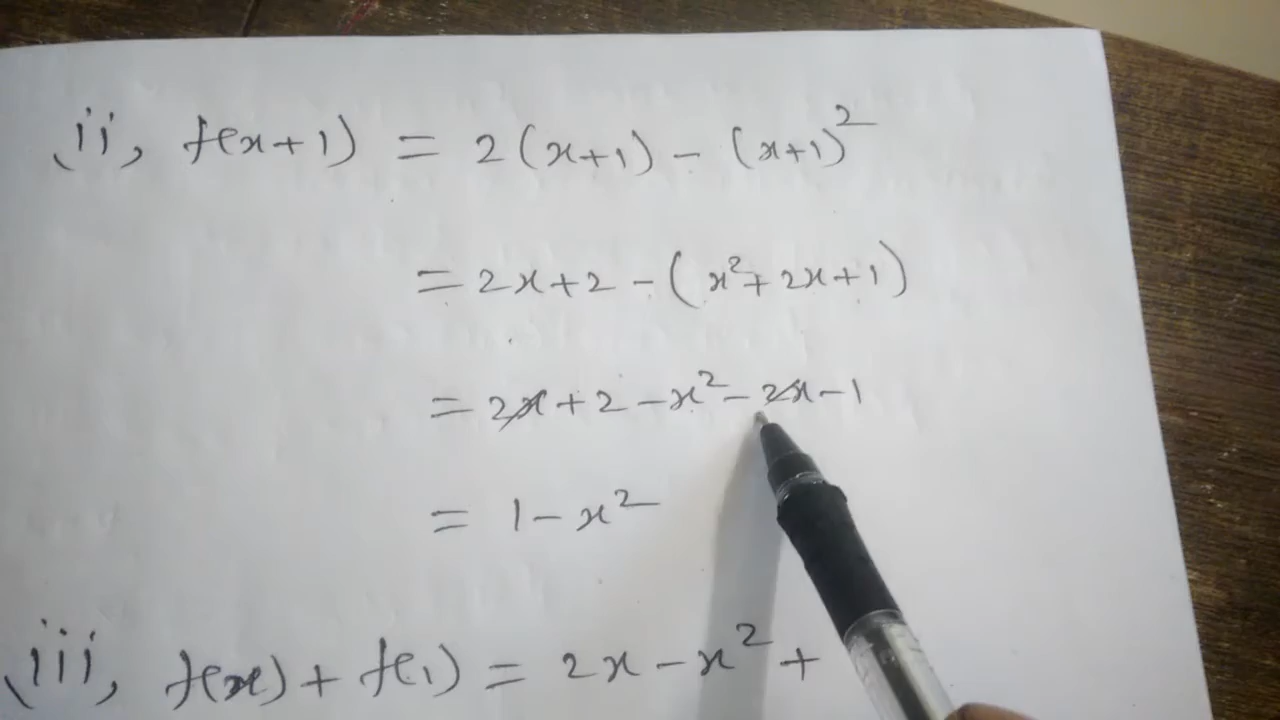 ii, f(x+1) = 2(x+1) - (x+1)²
= 2x+2 - (x²+2x+1)
= 2x+2-x²-2x-1
= 1-x²
iii, f(x)+f(1) = 2x-x²+